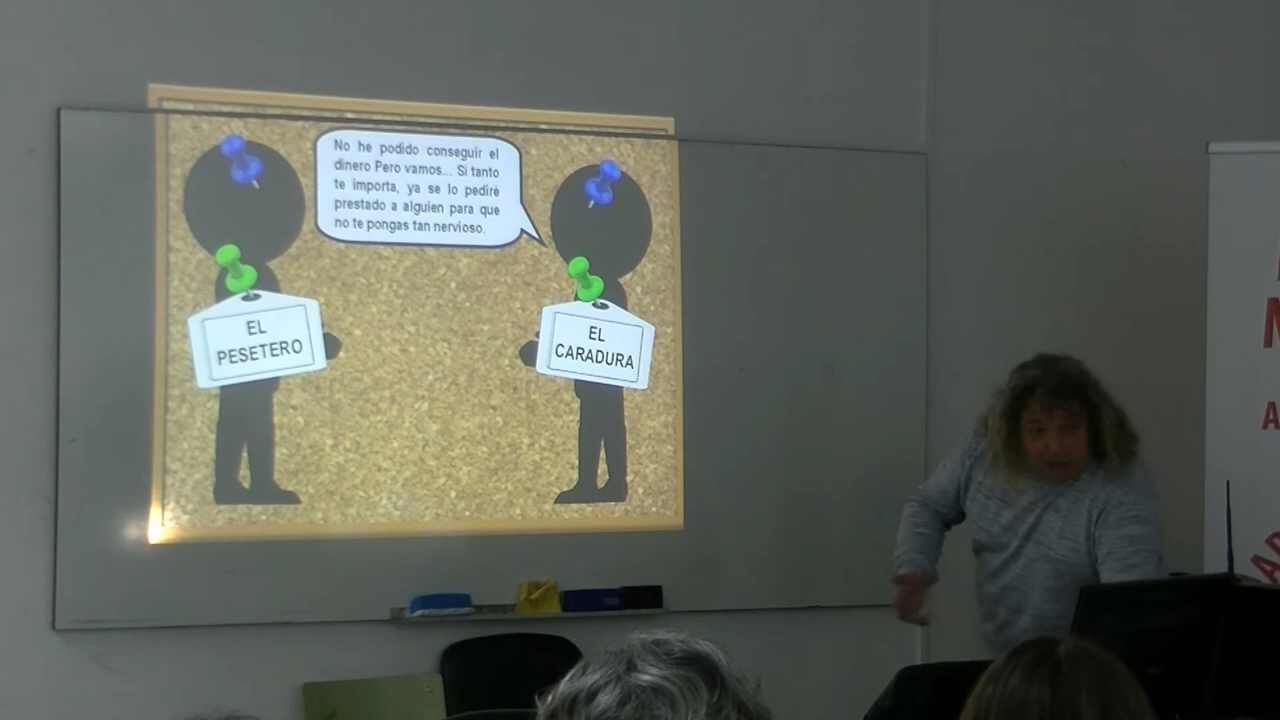 No he podido conseguir el
dinero Pero vamos... Si tanto
te importa, ya se lo pediré
prestado a alguien para que
no te pongas tan nervioso.
EL
PESETERO
EL
CARADURA